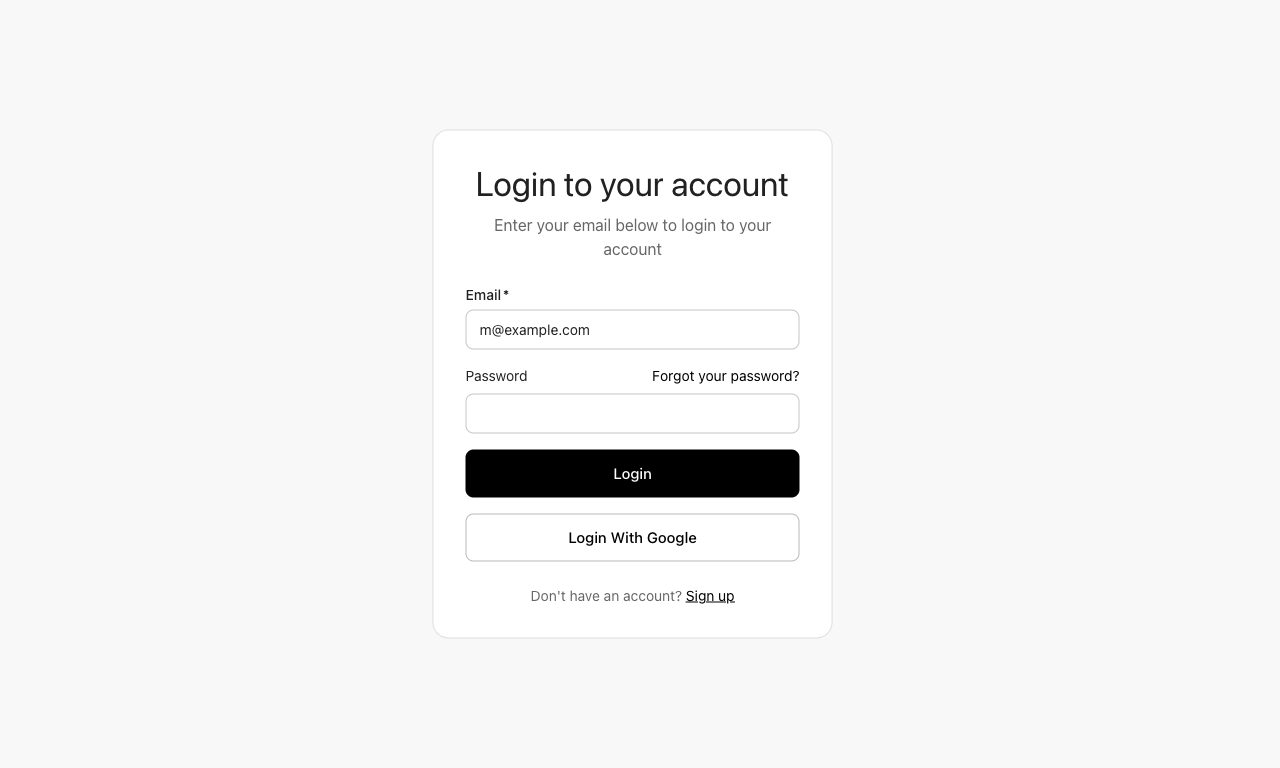 Login to your account
Enter your email below to login to your
account
Email *
m@example.com
Password Forgot your password?
Login
Login With Google
Don't have an account? Sign up